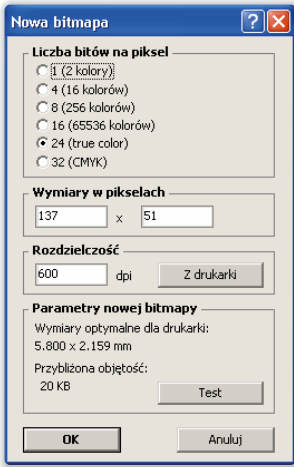 Nowa bitmapa
Liczba bitów na piksel
1 (2 kolory)
4 (16 kolorów)
8 (256 kolorów)
16 (65536 kolorów)
24 (true color)
32 (CMYK)
Wymiary w pikselach
137 x 51
Rozdzielczość
600 dpi Z drukarki
Parametry nowej bitmapy
Wymiary optymalne dla drukarki:
5.800 x 2.159 mm
Przybliżona objętość:
20 KB
Test
OK Anuluj